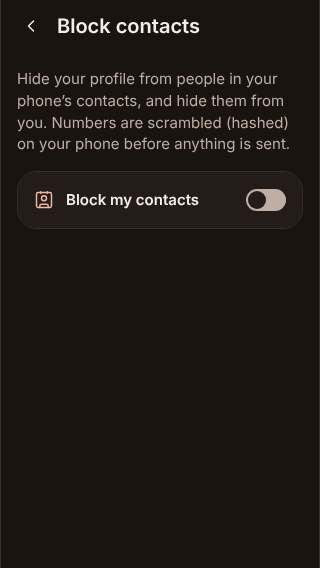 Block contacts
Hide your profile from people in your
phone’s contacts, and hide them from
you. Numbers are scrambled (hashed)
on your phone before anything is sent.
Block my contacts